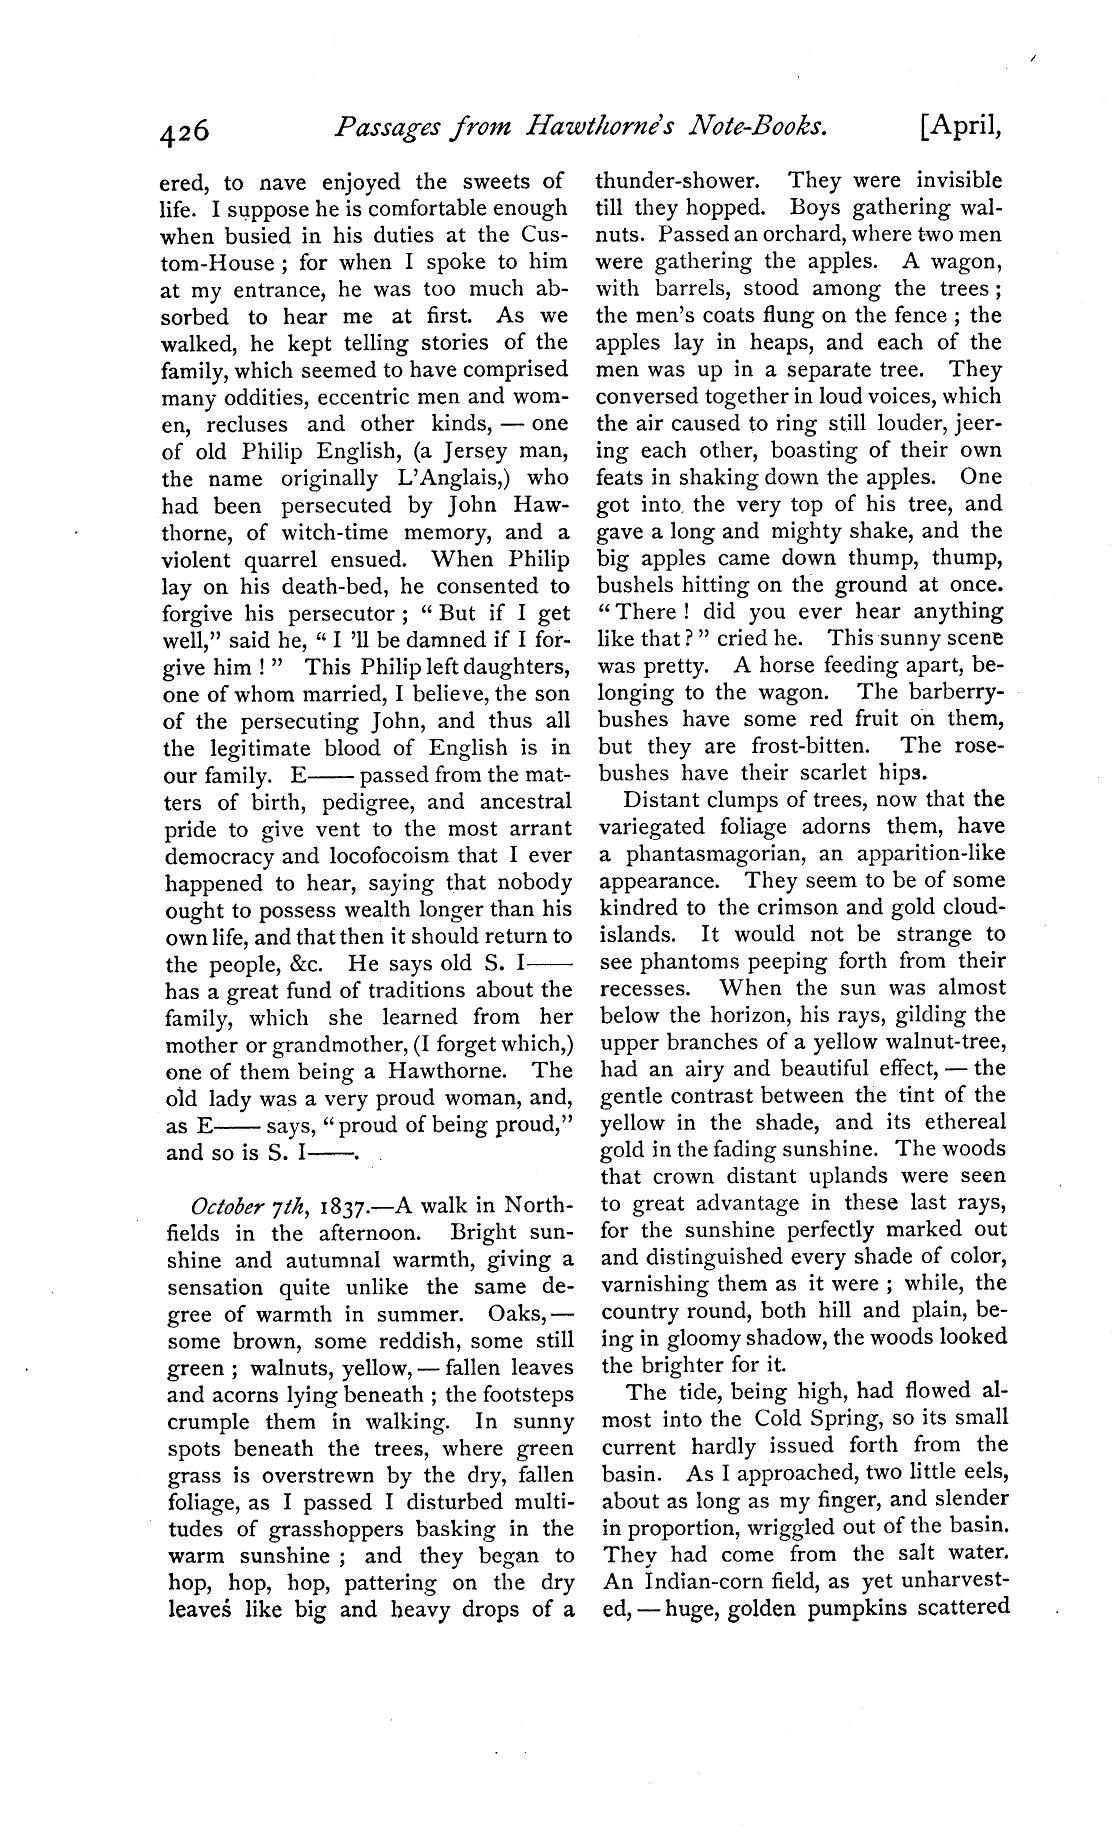 426 Passages from Hawthorne's Note-Books. [April,
ered, to nave enjoyed the sweets of
life. I suppose he is comfortable enough
when busied in his duties at the Cus-
tom-House ; for when I spoke to him
at my entrance, he was too much ab-
sorbed to hear me at first. As we
walked, he kept telling stories of the
family, which seemed to have comprised
many oddities, eccentric men and wom-
en, recluses and other kinds, — one
of old Philip English, (a Jersey man,
the name originally L'Anglais,) who
had been persecuted by John Haw-
thorne, of witch-time memory, and a
violent quarrel ensued. When Philip
lay on his death-bed, he consented to
forgive his persecutor ; “ But if I get
well,” said he, “ I 'll be damned if I for-
give him ! ” This Philip left daughters,
one of whom married, I believe, the son
of the persecuting John, and thus all
the legitimate blood of English is in
our family. E—— passed from the mat-
ters of birth, pedigree, and ancestral
pride to give vent to the most arrant
democracy and locofocoism that I ever
happened to hear, saying that nobody
ought to possess wealth longer than his
own life, and that then it should return to
the people, &c. He says old S. I——
has a great fund of traditions about the
family, which she learned from her
mother or grandmother, (I forget which,)
one of them being a Hawthorne. The
old lady was a very proud woman, and,
as E—— says, “ proud of being proud,”
and so is S. I——.
October 7th, 1837.—A walk in North-
fields in the afternoon. Bright sun-
shine and autumnal warmth, giving a
sensation quite unlike the same de-
gree of warmth in summer. Oaks,—
some brown, some reddish, some still
green ; walnuts, yellow, — fallen leaves
and acorns lying beneath ; the footsteps
crumple them in walking. In sunny
spots beneath the trees, where green
grass is overstrewn by the dry, fallen
foliage, as I passed I disturbed multi-
tudes of grasshoppers basking in the
warm sunshine ; and they began to
hop, hop, hop, pattering on the dry
leaves like big and heavy drops of a
thunder-shower. They were invisible
till they hopped. Boys gathering wal-
nuts. Passed an orchard, where two men
were gathering the apples. A wagon,
with barrels, stood among the trees ;
the men's coats flung on the fence ; the
apples lay in heaps, and each of the
men was up in a separate tree. They
conversed together in loud voices, which
the air caused to ring still louder, jeer-
ing each other, boasting of their own
feats in shaking down the apples. One
got into the very top of his tree, and
gave a long and mighty shake, and the
big apples came down thump, thump,
bushels hitting on the ground at once.
“ There ! did you ever hear anything
like that ? ” cried he. This sunny scene
was pretty. A horse feeding apart, be-
longing to the wagon. The barberry-
bushes have some red fruit on them,
but they are frost-bitten. The rose-
bushes have their scarlet hips.
Distant clumps of trees, now that the
variegated foliage adorns them, have
a phantasmagorian, an apparition-like
appearance. They seem to be of some
kindred to the crimson and gold cloud-
islands. It would not be strange to
see phantoms peeping forth from their
recesses. When the sun was almost
below the horizon, his rays, gilding the
upper branches of a yellow walnut-tree,
had an airy and beautiful effect, — the
gentle contrast between the tint of the
yellow in the shade, and its ethereal
gold in the fading sunshine. The woods
that crown distant uplands were seen
to great advantage in these last rays,
for the sunshine perfectly marked out
and distinguished every shade of color,
varnishing them as it were ; while, the
country round, both hill and plain, be-
ing in gloomy shadow, the woods looked
the brighter for it.
The tide, being high, had flowed al-
most into the Cold Spring, so its small
current hardly issued forth from the
basin. As I approached, two little eels,
about as long as my finger, and slender
in proportion, wriggled out of the basin.
They had come from the salt water.
An Indian-corn field, as yet unharvest-
ed, — huge, golden pumpkins scattered